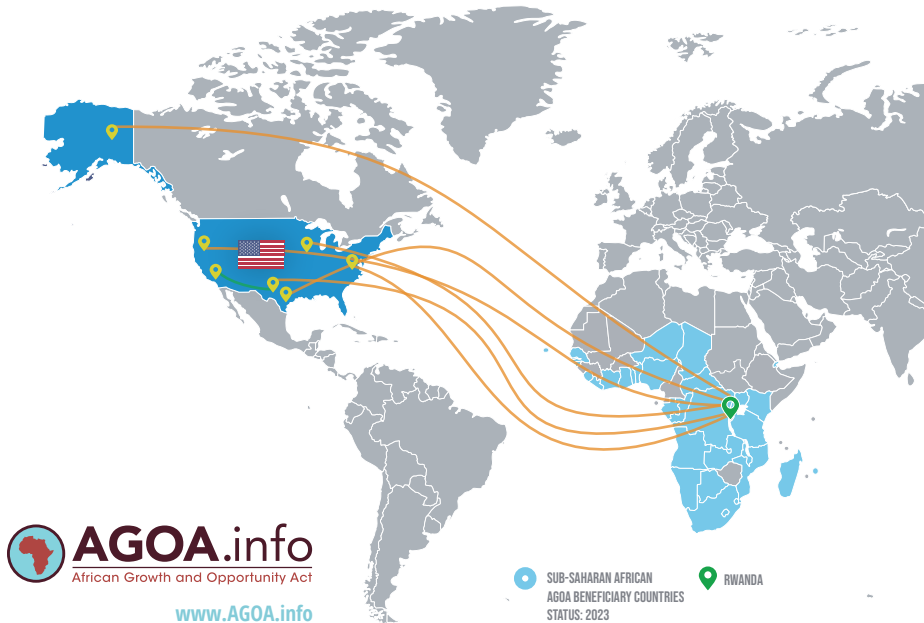 AGOA.info
African Growth and Opportunity Act
www.AGOA.info
SUB-SAHARAN AFRICAN
AGOA BENEFICIARY COUNTRIES
STATUS: 2023
RWANDA